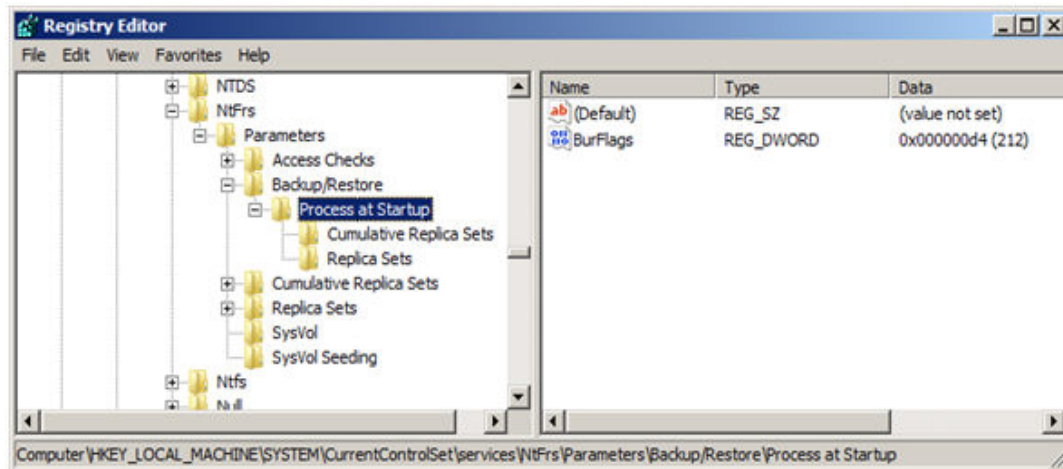 Registry Editor
File Edit View Favorites Help
NTDS
NtFrs
Parameters
Access Checks
Backup/Restore
Process at Startup
Cumulative Replica Sets
Replica Sets
Cumulative Replica Sets
Replica Sets
SysVol
SysVol Seeding
Ntfs
Null
Name Type Data
ab (Default) REG_SZ (value not set)
BurFlags REG_DWORD 0x000000d4 (212)
Computer\HKEY_LOCAL_MACHINE\SYSTEM\CurrentControlSet\services\NtFrs\Parameters\Backup/Restore\Process at Startup